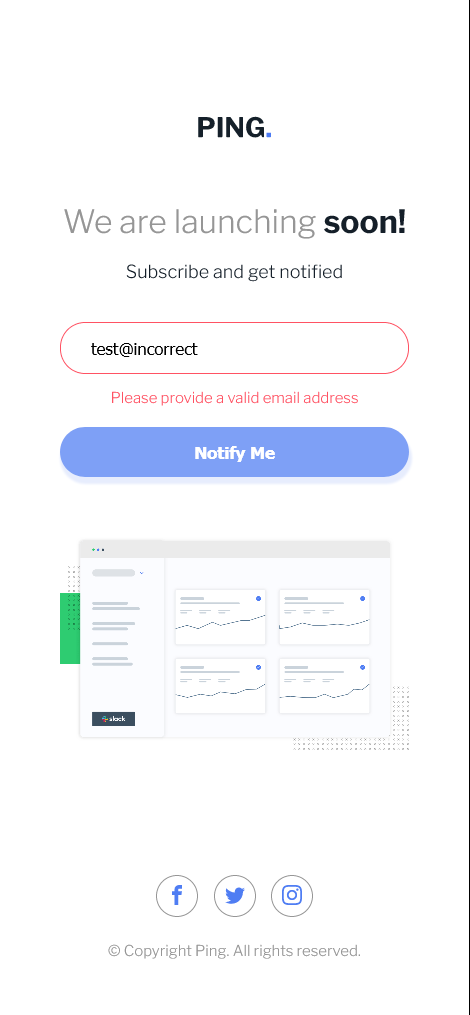 PING.
We are launching soon!
Subscribe and get notified
test@incorrect
Please provide a valid email address
Notify Me
slack
© Copyright Ping. All rights reserved.